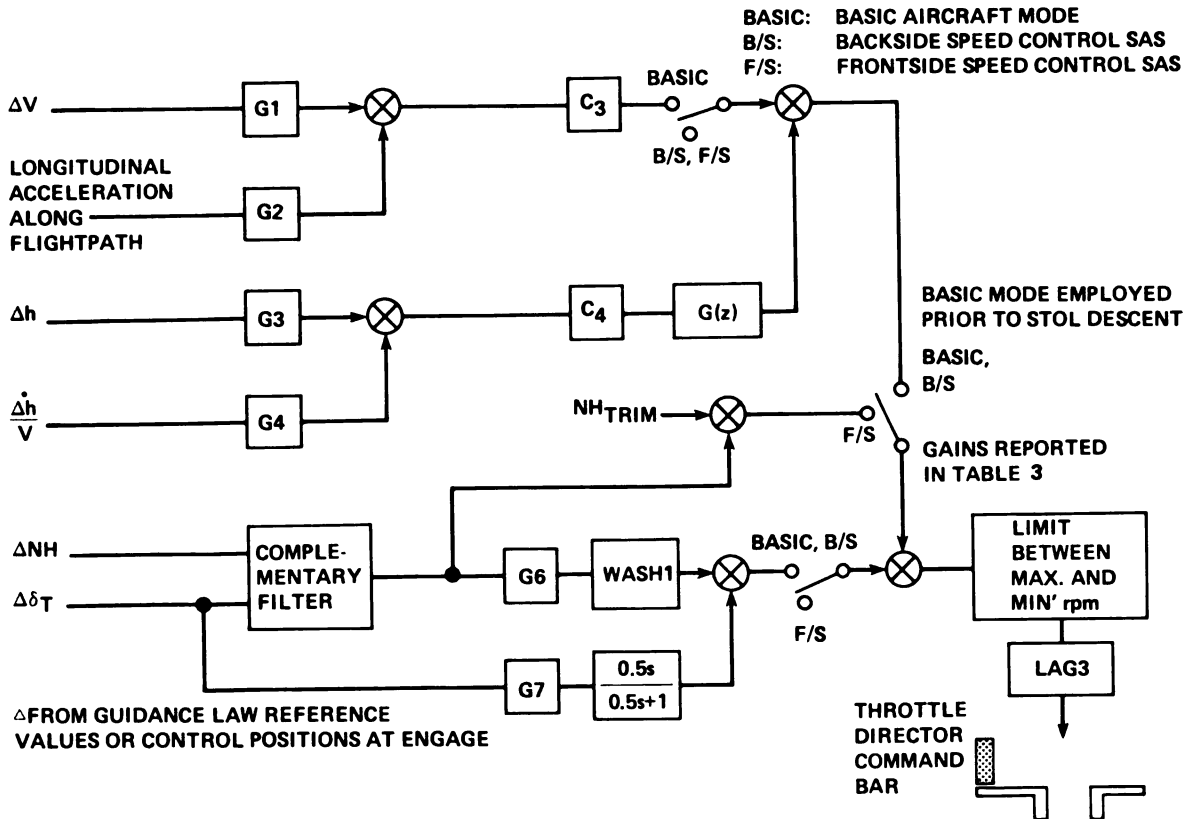 BASIC: BASIC AIRCRAFT MODE
B/S: BACKSIDE SPEED CONTROL SAS
F/S: FRONTSIDE SPEED CONTROL SAS
ΔV
G1
C3
BASIC
B/S, F/S
LONGITUDINAL
ACCELERATION
ALONG
FLIGHTPATH
G2
Δh
G3
C4
G(z)
BASIC MODE EMPLOYED
PRIOR TO STOL DESCENT
BASIC,
B/S
Δḣ
V
G4
NHTRIM
F/S
GAINS REPORTED
IN TABLE 3
ΔNH
ΔδT
COMPLE-
MENTARY
FILTER
G6
WASH1
BASIC, B/S
F/S
LIMIT
BETWEEN
MAX. AND
MIN' rpm
G7
0.5s
0.5s+1
LAG3
ΔFROM GUIDANCE LAW REFERENCE
VALUES OR CONTROL POSITIONS AT ENGAGE
THROTTLE
DIRECTOR
COMMAND
BAR